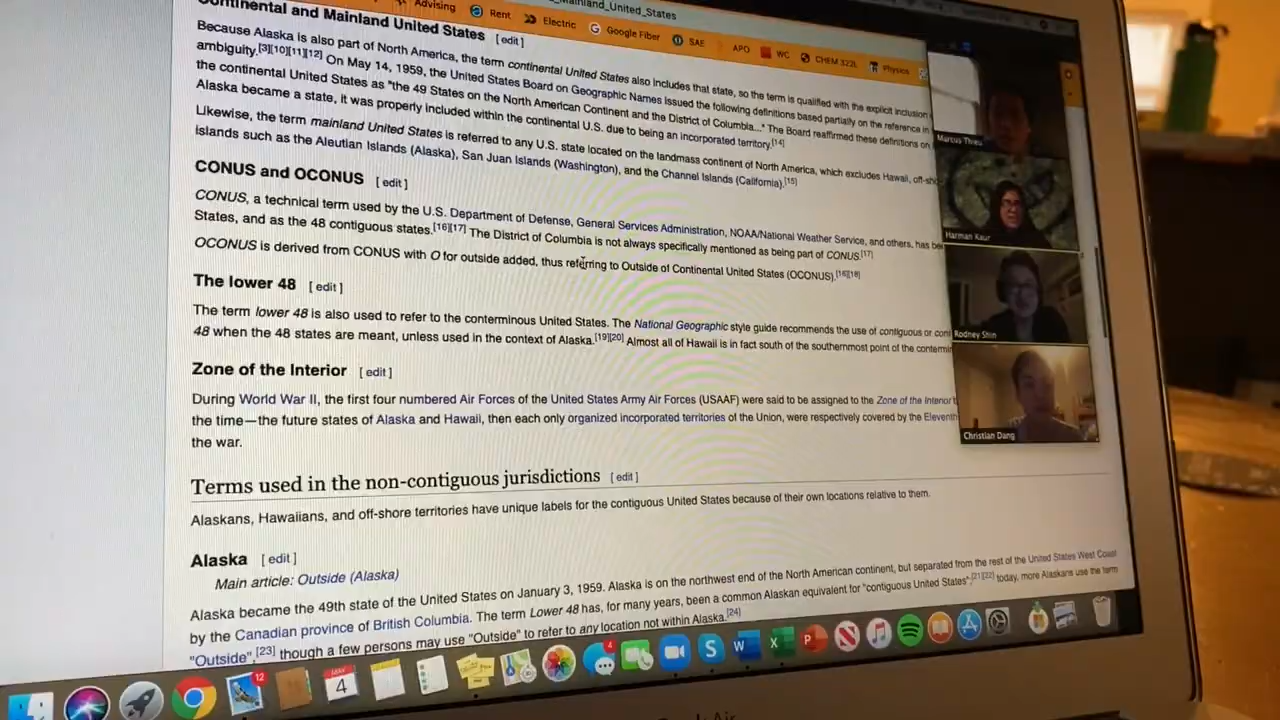 _Mainland_United_States
Advising
Rent
Electric
Google Fiber
SAE
APO
WC
CHEM 322L
Physics
Continental and Mainland United States [edit]
Because Alaska is also part of North America, the term continental United States also includes that state, so the term is qualified with the explicit inclusion
ambiguity.[3][10][11][12] On May 14, 1959, the United States Board on Geographic Names issued the following definitions based partially on the reference in
the continental United States as "the 49 States on the North American Continent and the District of Columbia..." The Board reaffirmed these definitions on
Alaska became a state, it was properly included within the continental U.S. due to being an incorporated territory.[14]
Likewise, the term mainland United States is referred to any U.S. state located on the landmass continent of North America, which excludes Hawaii, off-sho
islands such as the Aleutian Islands (Alaska), San Juan Islands (Washington), and the Channel Islands (California).[15]
CONUS and OCONUS [edit]
CONUS, a technical term used by the U.S. Department of Defense, General Services Administration, NOAA/National Weather Service, and others, has be
States, and as the 48 contiguous states.[16][17] The District of Columbia is not always specifically mentioned as being part of CONUS.[17]
OCONUS is derived from CONUS with O for outside added, thus referring to Outside of Continental United States (OCONUS).[16][18]
The lower 48 [edit]
The term lower 48 is also used to refer to the conterminous United States. The National Geographic style guide recommends the use of contiguous or con
48 when the 48 states are meant, unless used in the context of Alaska.[19][20] Almost all of Hawaii is in fact south of the southernmost point of the contermin
Zone of the Interior [edit]
During World War II, the first four numbered Air Forces of the United States Army Air Forces (USAAF) were said to be assigned to the Zone of the Interior
the time—the future states of Alaska and Hawaii, then each only organized incorporated territories of the Union, were respectively covered by the Eleventh
the war.
Terms used in the non-contiguous jurisdictions [edit]
Alaskans, Hawaiians, and off-shore territories have unique labels for the contiguous United States because of their own locations relative to them.
Alaska [edit]
Main article: Outside (Alaska)
Alaska became the 49th state of the United States on January 3, 1959. Alaska is on the northwest end of the North American continent, but separated from the rest of the United States West Coast
by the Canadian province of British Columbia. The term Lower 48 has, for many years, been a common Alaskan equivalent for "contiguous United States";[21][22] today, more Alaskans use the term
"Outside",[23] though a few persons may use "Outside" to refer to any location not within Alaska.[24]
Marcus Thieu
Harman Kaur
Rodney Shin
Christian Dang
12
MAY
4
4
S
W
X
P
Air